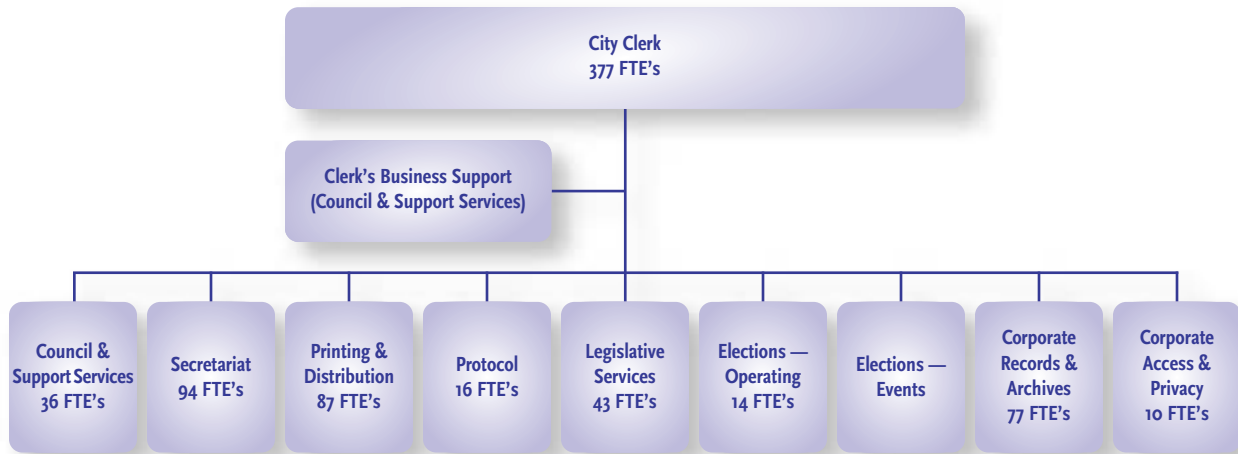 City Clerk
377 FTE's
Clerk's Business Support
(Council & Support Services)
Council &
Support Services
36 FTE's
Secretariat
94 FTE's
Printing &
Distribution
87 FTE's
Protocol
16 FTE's
Legislative
Services
43 FTE's
Elections —
Operating
14 FTE's
Elections —
Events
Corporate
Records &
Archives
77 FTE's
Corporate
Access &
Privacy
10 FTE's